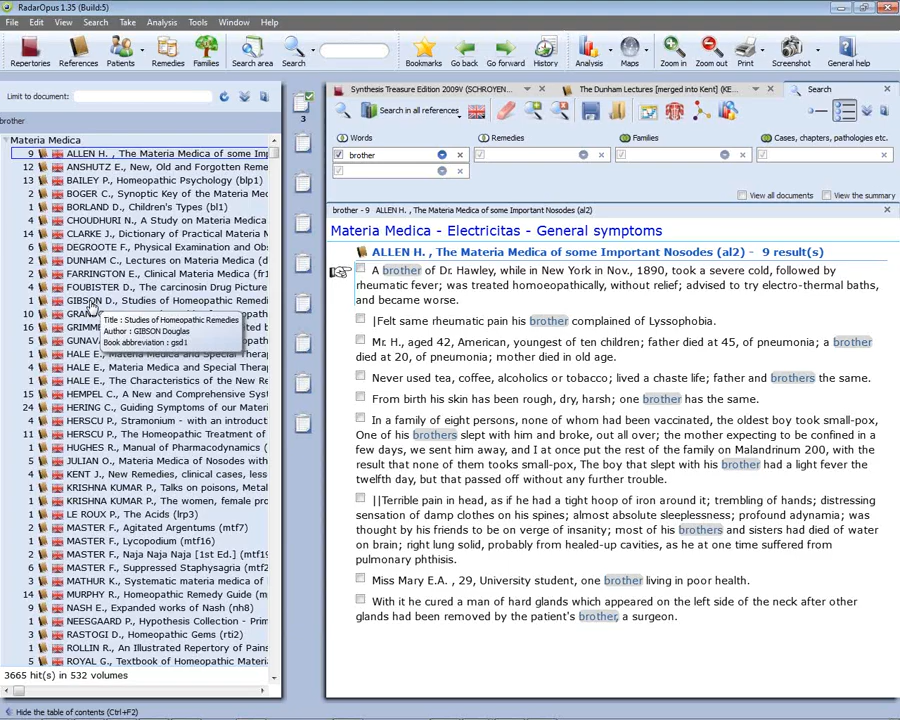 RadarOpus 1.35 (Build:5)
File Edit View Search Take Analysis Tools Window Help
Repertories References Patients Remedies Families Search area Search Bookmarks Go back Go forward History Analysis Maps Zoom in Zoom out Print Screenshot General help
Limit to document:
brother
Materia Medica
9 ALLEN H. , The Materia Medica of some Imp
12 ANSHUTZ E., New, Old and Forgotten Reme
13 BAILEY P., Homeopathic Psychology (blp1)
2 BOGER C., Synoptic Key of the Materia Med
1 BORLAND D., Children's Types (bl1)
4 CHOUDHURI N., A Study on Materia Medica
14 CLARKE J., Dictionary of Practical Materia M
6 DEGROOTE F., Physical Examination and Obs
2 DUNHAM C., Lectures on Materia Medica (d
2 FARRINGTON E., Clinical Materia Medica (fr1
4 FOUBISTER D., The carcinosin Drug Picture
1 GIBSON D., Studies of Homeopathic Remedi
10 GRAN
16 GRIMME
5 GUNAV
1 HALE E., Materia Medica and Special Therap
4 HALE E., Materia Medica and Special Therapeut
1 HALE E., The Characteristics of the New Re
15 HEMPEL C., A New and Comprehensive Syst
24 HERING C., Guiding Symptoms of our Materi
4 HERSCU P., Stramonium - with an introduct
11 HERSCU P., The Homeopathic Treatment of
1 HUGHES R., Manual of Pharmacodynamics (
5 JULIAN O., Materia Medica of Nosodes with
4 KENT J., New Remedies, clinical cases, less
1 KRISHNA KUMAR P., Talks on poisons, Metal
1 KRISHNA KUMAR P., The women, female pro
1 LE ROUX P., The Acids (lrp3)
2 MASTER F., Agitated Argentums (mtf7)
1 MASTER F., Lycopodium (mtf16)
2 MASTER F., Naja Naja Naja [1st Ed.] (mtf19
6 MASTER F., Suppressed Staphysagria (mtf2
3 MATHUR K., Systematic materia medica of
14 MURPHY R., Homeopathic Remedy Guide (m
9 NASH E., Expanded works of Nash (nh8)
1 NEESGAARD P., Hypothesis Collection - Prim
1 RASTOGI D., Homeopathic Gems (rti2)
1 ROLLIN R., An Illustrated Repertory of Pains
5 ROYAL G., Textbook of Homeopathic Materia
Title : Studies of Homeopathic Remedies
Author : GIBSON Douglas
Book abbreviation : gsd1
3665 hit(s) in 532 volumes
Hide the table of contents (Ctrl+F2)
3
Synthesis Treasure Edition 2009V (SCHROYEN... The Dunham Lectures [merged into Kent] (KE... Search
Search in all references
Words Remedies Families Cases, chapters, pathologies etc.
brother
View all documents View the summary
brother - 9 ALLEN H. , The Materia Medica of some Important Nosodes (al2)
Materia Medica - Electricitas - General symptoms
ALLEN H. , The Materia Medica of some Important Nosodes (al2) - 9 result(s)
A brother of Dr. Hawley, while in New York in Nov., 1890, took a severe cold, followed by
rheumatic fever; was treated homoeopathically, without relief; advised to try electro-thermal baths,
and became worse.
|Felt same rheumatic pain his brother complained of Lyssophobia.
Mr. H., aged 42, American, youngest of ten children; father died at 45, of pneumonia; a brother
died at 20, of pneumonia; mother died in old age.
Never used tea, coffee, alcoholics or tobacco; lived a chaste life; father and brothers the same.
From birth his skin has been rough, dry, harsh; one brother has the same.
In a family of eight persons, none of whom had been vaccinated, the oldest boy took small-pox,
One of his brothers slept with him and broke, out all over; the mother expecting to be confined in a
few days, we sent him away, and I at once put the rest of the family on Malandrinum 200, with the
result that none of them tooks small-pox, The boy that slept with his brother had a light fever the
twelfth day, but that passed off without any further trouble.
||Terrible pain in head, as if he had a tight hoop of iron around it; trembling of hands; distressing
sensation of damp clothes on his spines; almost absolute sleeplessness; profound adynamia; was
thought by his friends to be on verge of insanity; most of his brothers and sisters had died of water
on brain; right lung solid, probably from healed-up cavities, as he at one time suffered from
pulmonary phthisis.
Miss Mary E.A. , 29, University student, one brother living in poor health.
With it he cured a man of hard glands which appeared on the left side of the neck after other
glands had been removed by the patient's brother, a surgeon.